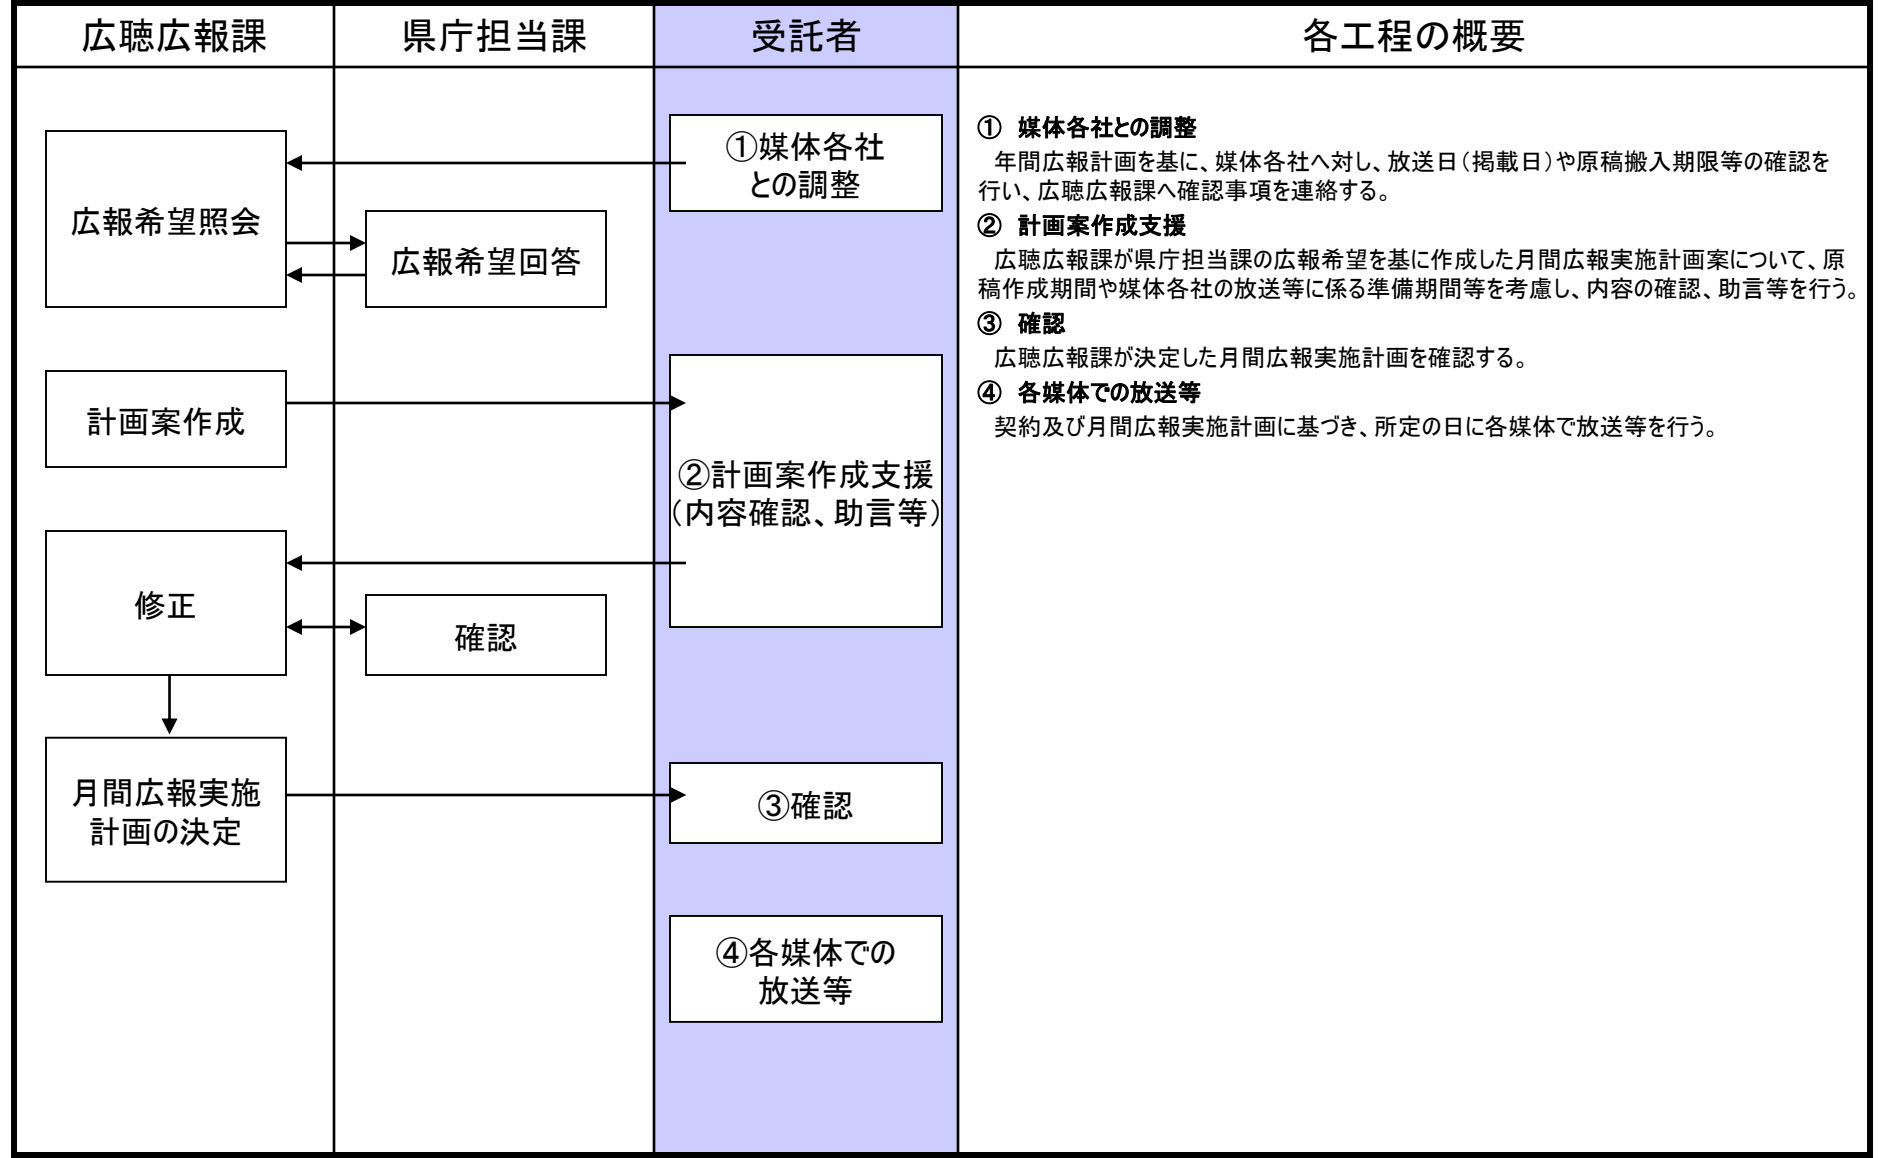 広聴広報課
県庁担当課
受託者
各工程の概要
①媒体各社
との調整
広報希望照会
広報希望回答
計画案作成
②計画案作成支援
（内容確認、助言等）
修正
確認
月間広報実施
計画の決定
③確認
④各媒体での
放送等
① 媒体各社との調整
年間広報計画を基に、媒体各社へ対し、放送日（掲載日）や原稿搬入期限等の確認を
行い、広聴広報課へ確認事項を連絡する。
② 計画案作成支援
広聴広報課が県庁担当課の広報希望を基に作成した月間広報実施計画案について、原
稿作成期間や媒体各社の放送等に係る準備期間等を考慮し、内容の確認、助言等を行う。
③ 確認
広聴広報課が決定した月間広報実施計画を確認する。
④ 各媒体での放送等
契約及び月間広報実施計画に基づき、所定の日に各媒体で放送等を行う。